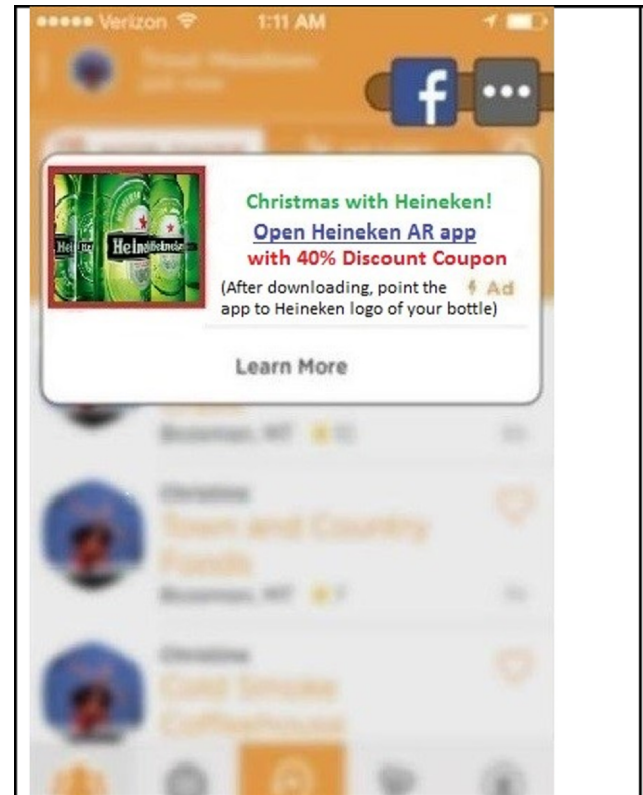 Verizon 1:11 AM
f
Christmas with Heineken!
Open Heineken AR app
with 40% Discount Coupon
(After downloading, point the
Ad
app to Heineken logo of your bottle)
Heineken
Learn More
Bozeman, MT
Christine
Town and Country
Foods
Bozeman, MT
Christine
Cold Smoke
Coffeehouse